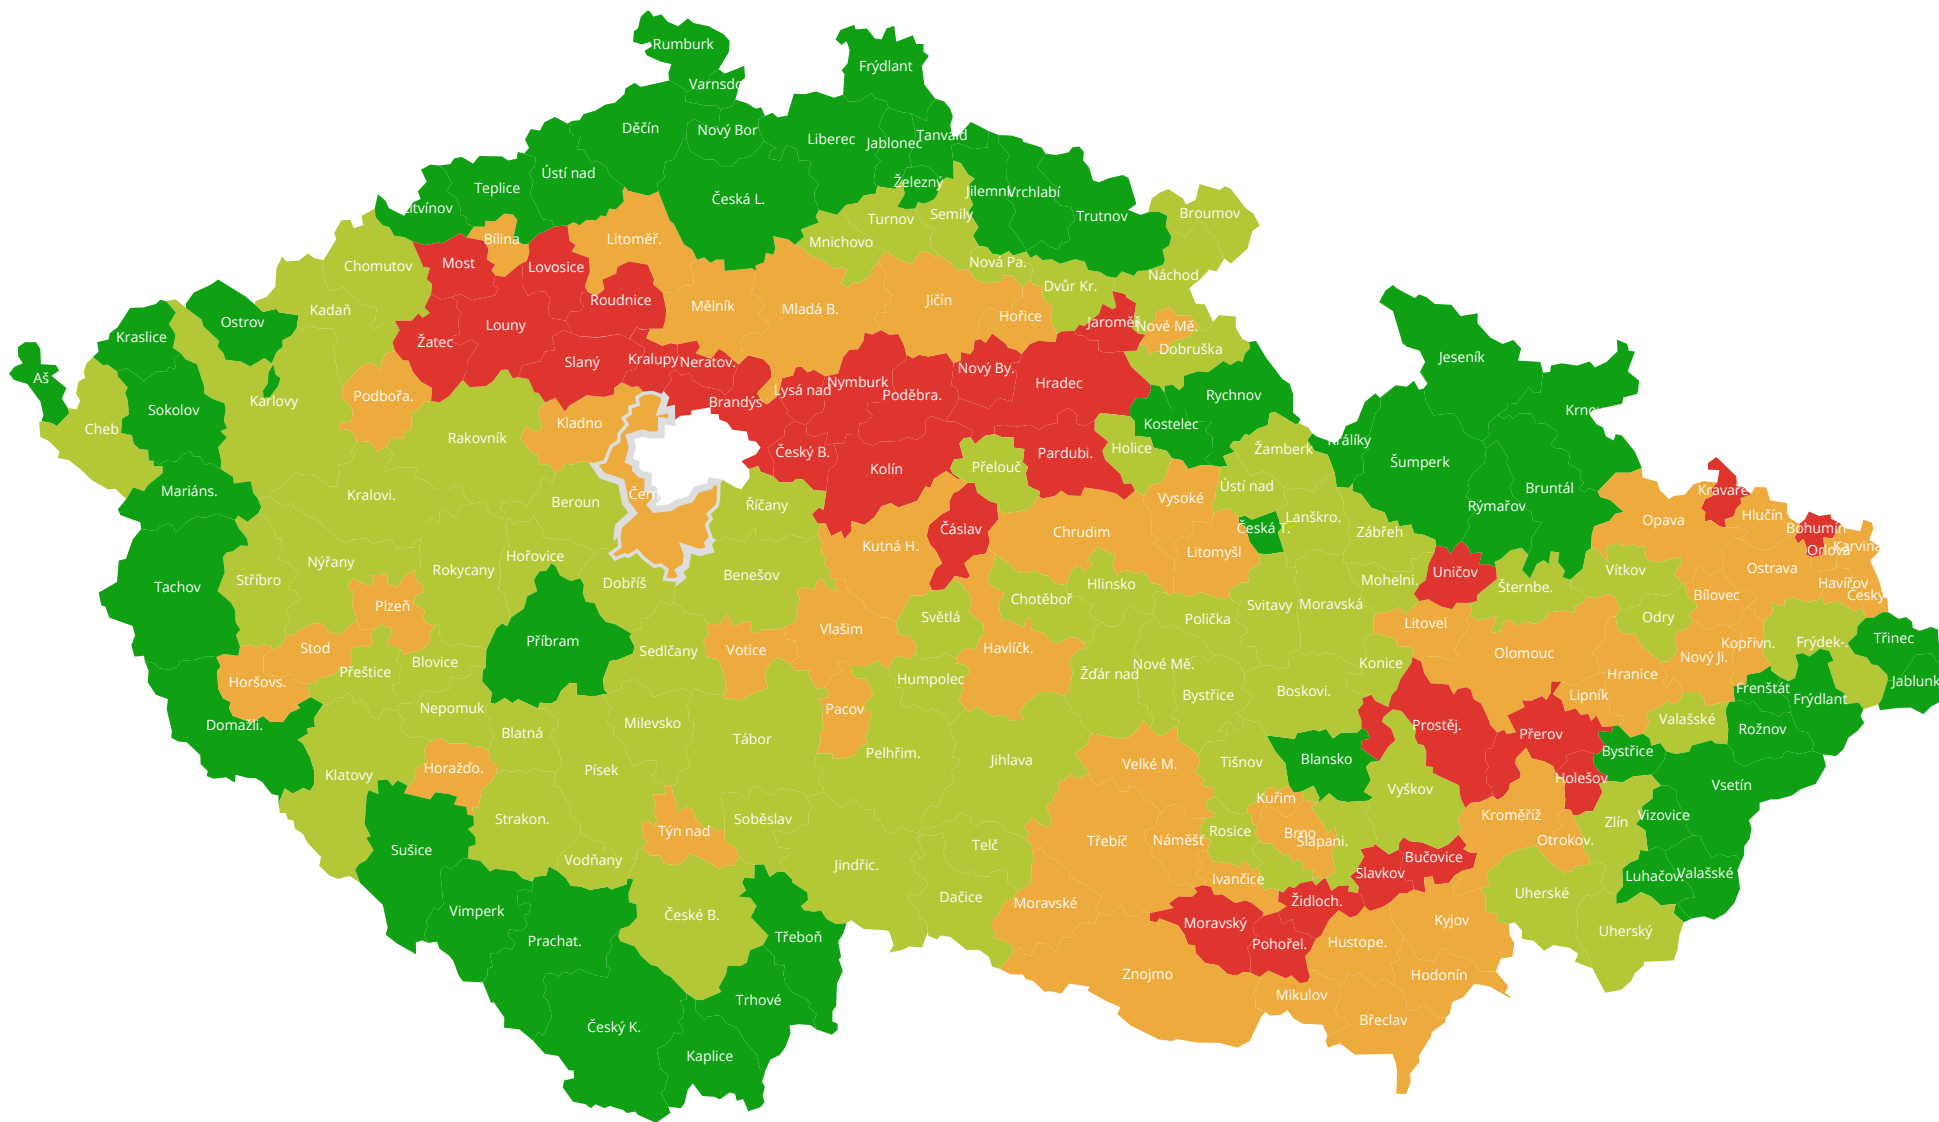 Rumburk
Frýdlant
Varnsdo
Děčín
Nový Bor
Liberec
Jablonec
Tanvald
Ústí nad
Teplice
Železný
Jilemni
Vrchlabí
Česká L.
Litvínov
Turnov
Semily
Trutnov
Broumov
Bílina
Litoměř.
Mnichovo
Most
Lovosice
Chomutov
Nová Pa.
Náchod
Dvůr Kr.
Roudnice
Mělník
Mladá B.
Jičín
Kadaň
Hořice
Ostrov
Louny
Jaroměř
Nové Mě.
Kraslice
Žatec
Dobruška
Slaný
Kralupy
Neratov.
Jeseník
Nový By.
Aš
Lysá nad
Nymburk
Hradec
Podbořa.
Poděbra.
Rychnov
Karlovy
Brandýs
Sokolov
Krno
Kladno
Kostelec
Cheb
Rakovník
Králíky
Holice
Žamberk
Český B.
Pardubi.
Kolín
Přelouč
Šumperk
Mariáns.
Kralovi.
Čern
Ústí nad
Bruntál
Kravaře
Vysoké
Beroun
Říčany
Rýmařov
Hlučín
Lanškro.
Opava
Čáslav
Česká T.
Bohumín
Chrudim
Zábřeh
Kutná H.
Karviná
Orlová
Hořovice
Litomyšl
Nýřany
Ostrava
Rokycany
Vítkov
Benešov
Uničov
Stříbro
Mohelni.
Dobříš
Hlinsko
Havířov
Tachov
Šternbe.
Český
Bílovec
Chotěboř
Plzeň
Svitavy
Moravská
Světlá
Polička
Odry
Litovel
Vlašim
Třinec
Příbram
Frýdek-.
Kopřivn.
Stod
Havlíčk.
Sedlčany
Votice
Olomouc
Nový Ji.
Blovice
Konice
Nové Mě.
Přeštice
Žďár nad
Hranice
Humpolec
Horšovs.
Jablunk
Frenštát
Boskovi.
Bystřice
Lipník
Frýdlant
Nepomuk
Pacov
Milevsko
Valašské
Domažli.
Prostěj.
Rožnov
Blatná
Přerov
Tábor
Pelhřim.
Bystřice
Jihlava
Blansko
Tišnov
Velké M.
Horažďo.
Písek
Klatovy
Holešov
Vsetín
Vyškov
Kuřim
Kroměříž
Vizovice
Strakon.
Soběslav
Zlín
Týn nad
Rosice
Brno
Šlapani.
Třebíč
Náměšť
Otrokov.
Telč
Sušice
Bučovice
Vodňany
Jindřic.
Slavkov
Luhačov.
Valašské
Ivančice
Uherské
Dačice
Židloch.
Moravské
Vimperk
České B.
Kyjov
Moravský
Uherský
Třeboň
Prachat.
Hustope.
Pohořel.
Znojmo
Hodonín
Mikulov
Trhové
Břeclav
Český K.
Kaplice